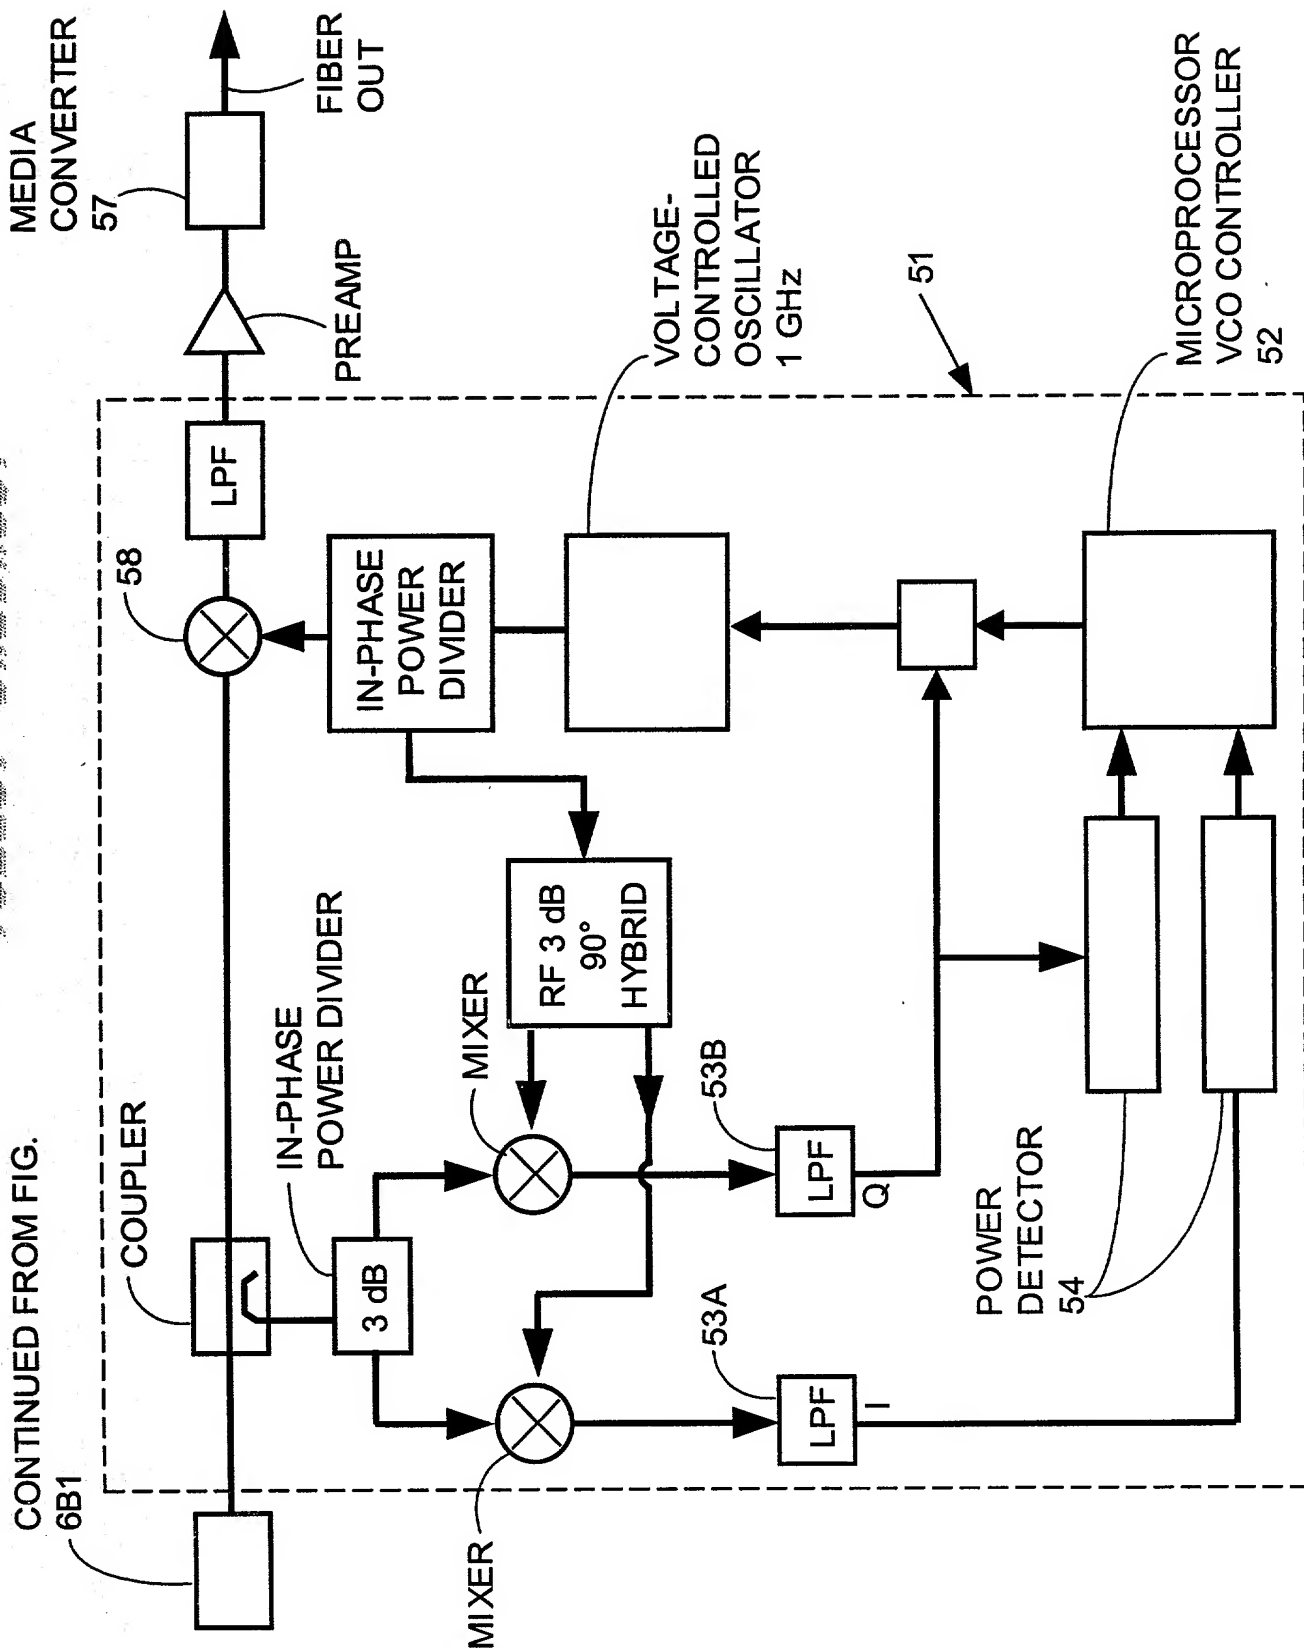 CONTINUED FROM FIG.
6B1
COUPLER
IN-PHASE
POWER DIVIDER
3 dB
MIXER
MIXER
RF 3 dB
90°
HYBRID
53A
LPF
I
53B
LPF
Q
POWER
DETECTOR
54
58
LPF
IN-PHASE
POWER
DIVIDER
MEDIA
CONVERTER
57
FIBER
OUT
PREAMP
VOLTAGE-
CONTROLLED
OSCILLATOR
1 GHz
51
MICROPROCESSOR
VCO CONTROLLER
52